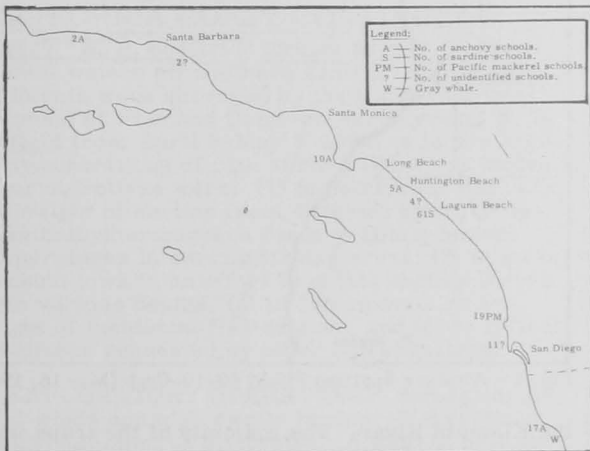 Legend:
A — No. of anchovy schools.
S — No. of sardine schools.
PM — No. of Pacific mackerel schools.
? — No. of unidentified schools.
W — Gray whale.
2A
Santa Barbara
2?
Santa Monica
10A
Long Beach
5A
Huntington Beach
4?
Laguna Beach
61S
19PM
11?
San Diego
17A
W